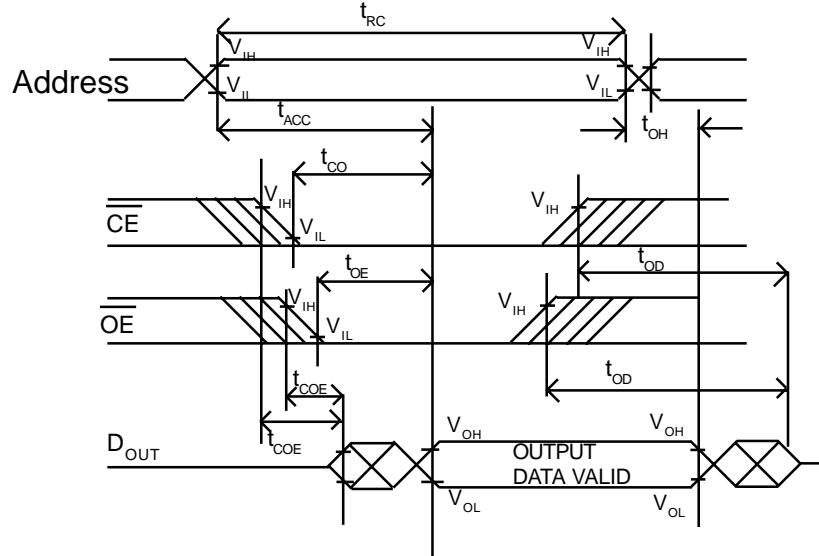 tRC
VIH VIH
Address
VIL VIL
tACC tOH
tCO
VIH VIH
CE
VIL
tOE tOD
VIH VIH
OE
VIL
tCOE tOD
tCOE
DOUT VOH VOH
OUTPUT
DATA VALID
VOL VOL